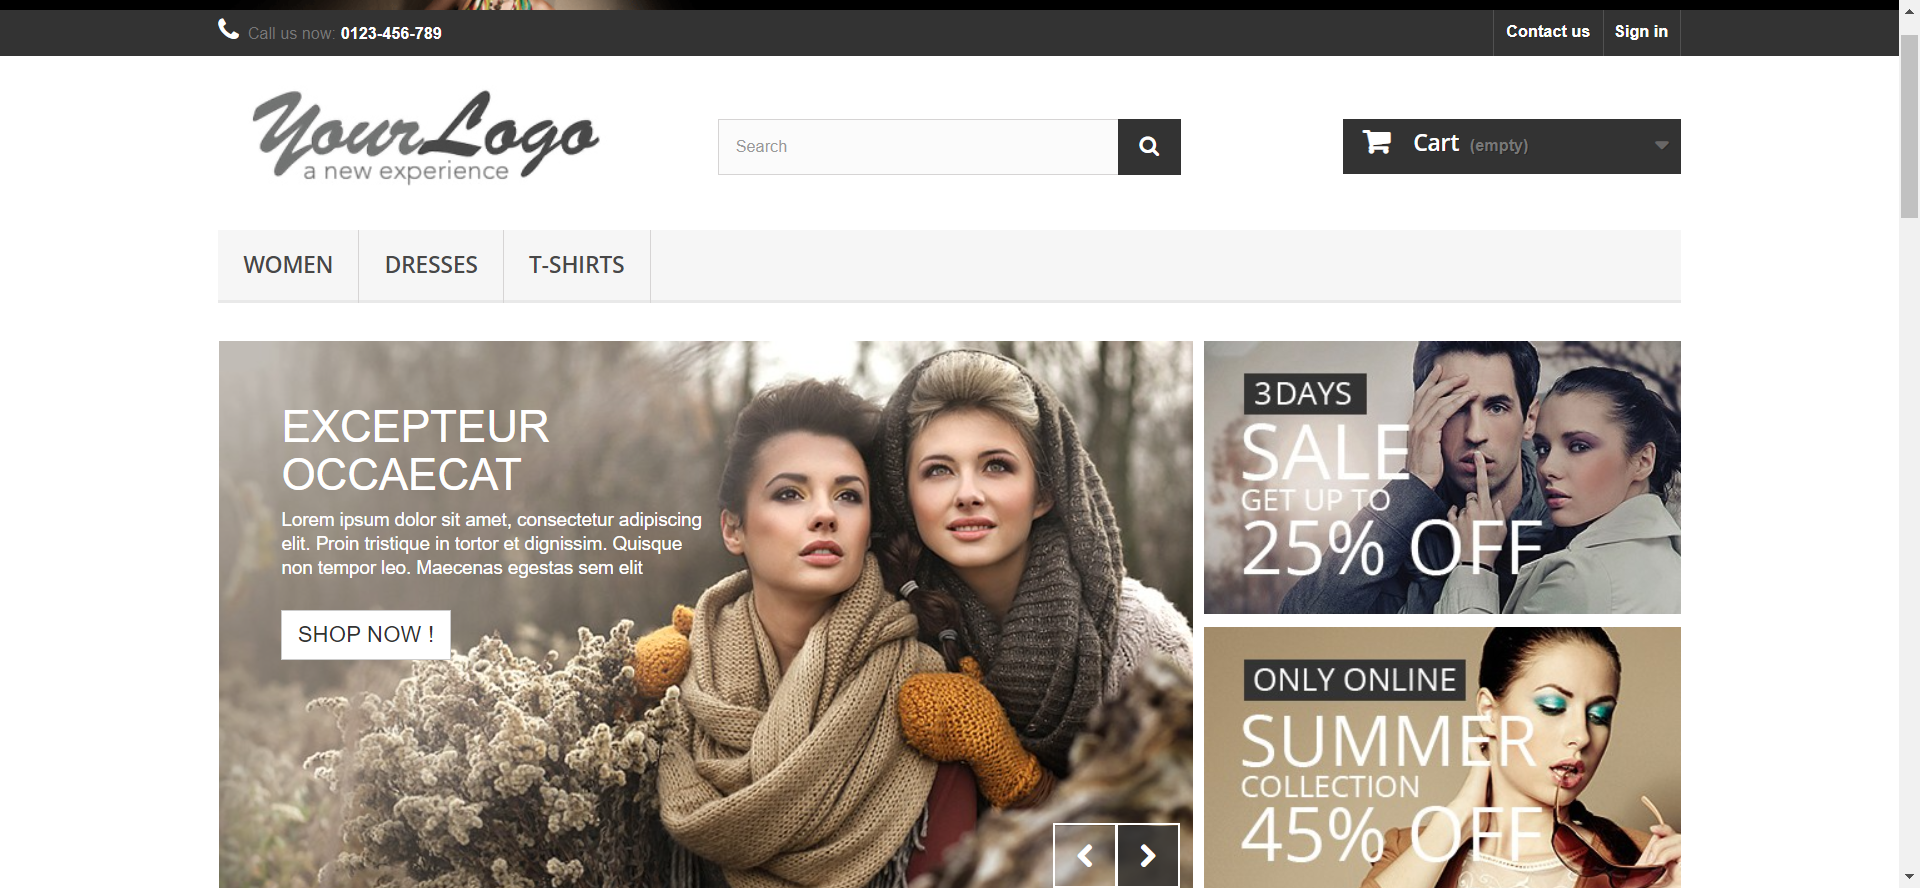 Call us now: 0123-456-789
Contact us
Sign in
YourLogo
a new experience
Search
Cart (empty)
WOMEN
DRESSES
T-SHIRTS
EXCEPTEUR
OCCAECAT
Lorem ipsum dolor sit amet, consectetur adipiscing
elit. Proin tristique in tortor et dignissim. Quisque
non tempor leo. Maecenas egestas sem elit
SHOP NOW !
3 DAYS
SALE
GET UP TO
25% OFF
ONLY ONLINE
SUMMER
COLLECTION
45% OFF